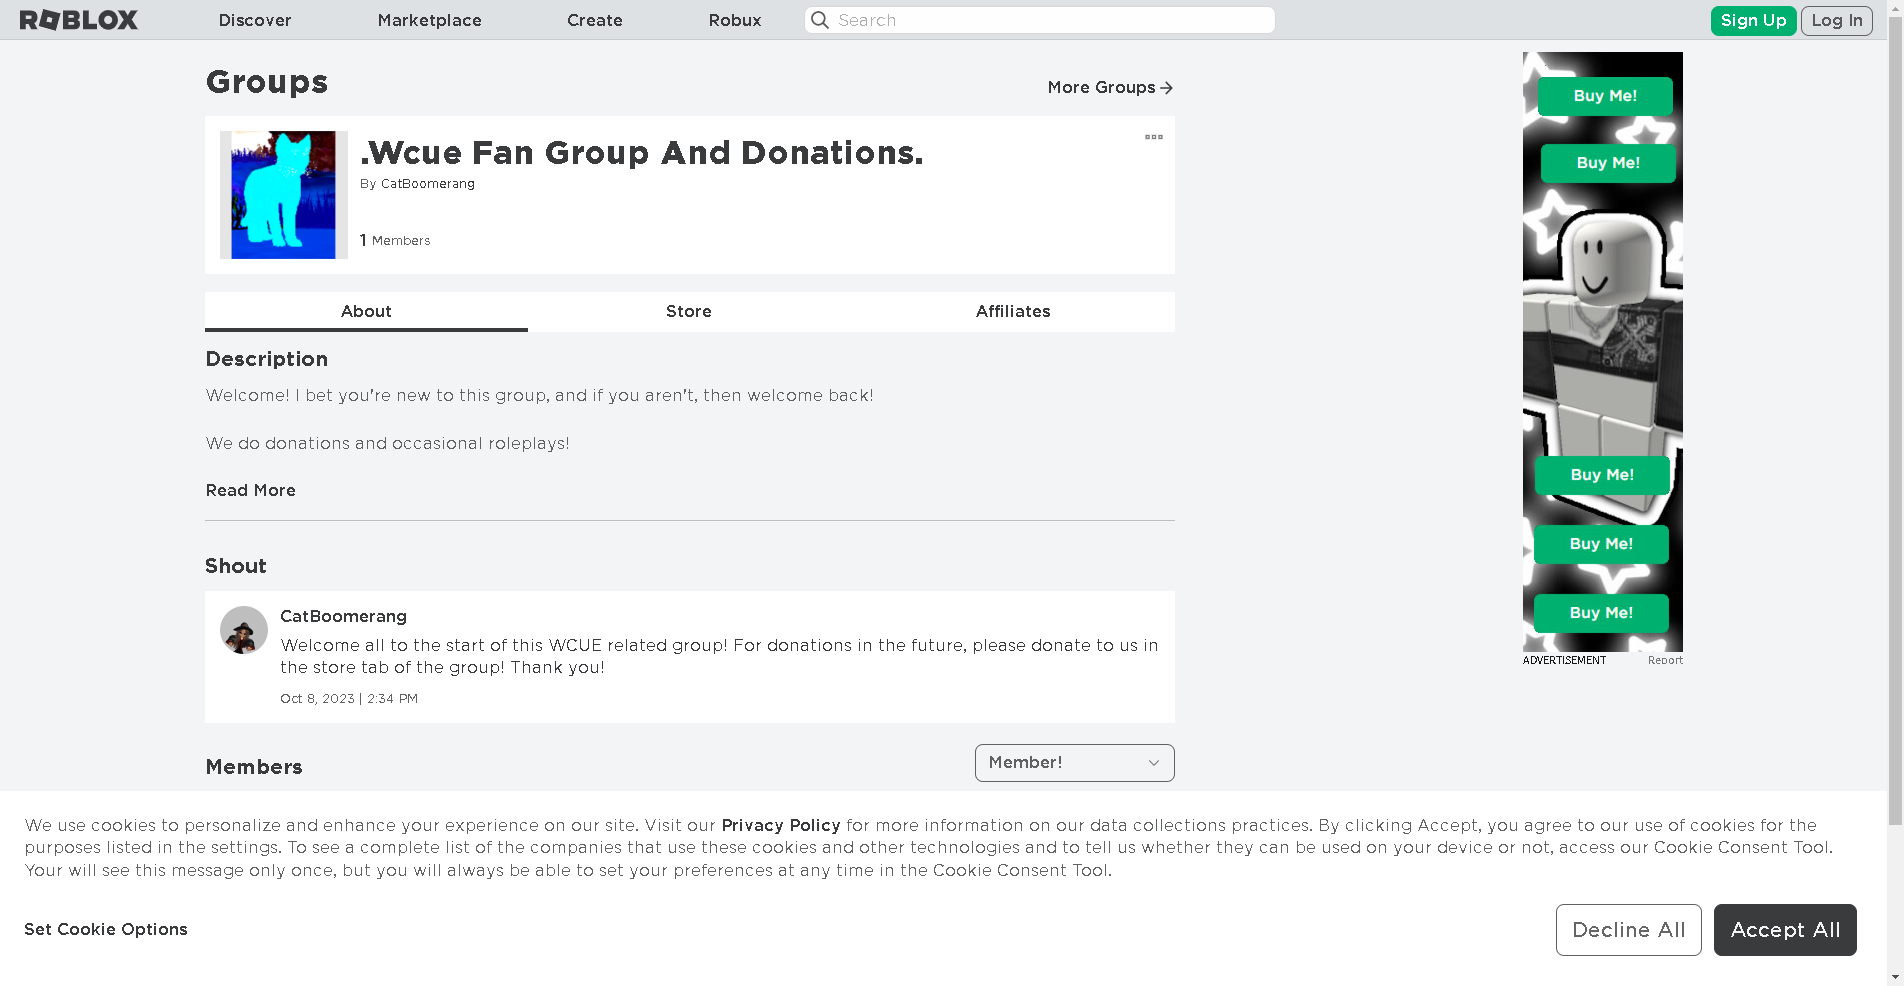 ROBLOX
Discover
Marketplace
Create
Robux
Search
Sign Up
Log In
Groups
More Groups
.Wcue Fan Group And Donations.
By CatBoomerang
1 Members
About
Store
Affiliates
Description
Welcome! I bet you're new to this group, and if you aren't, then welcome back!
We do donations and occasional roleplays!
Read More
Shout
CatBoomerang
Welcome all to the start of this WCUE related group! For donations in the future, please donate to us in
the store tab of the group! Thank you!
Oct 8, 2023 | 2:34 PM
Members
Member!
Buy Me!
Buy Me!
Buy Me!
Buy Me!
Buy Me!
ADVERTISEMENT
Report
We use cookies to personalize and enhance your experience on our site. Visit our Privacy Policy for more information on our data collections practices. By clicking Accept, you agree to our use of cookies for the
purposes listed in the settings. To see a complete list of the companies that use these cookies and other technologies and to tell us whether they can be used on your device or not, access our Cookie Consent Tool.
Your will see this message only once, but you will always be able to set your preferences at any time in the Cookie Consent Tool.
Set Cookie Options
Decline All
Accept All